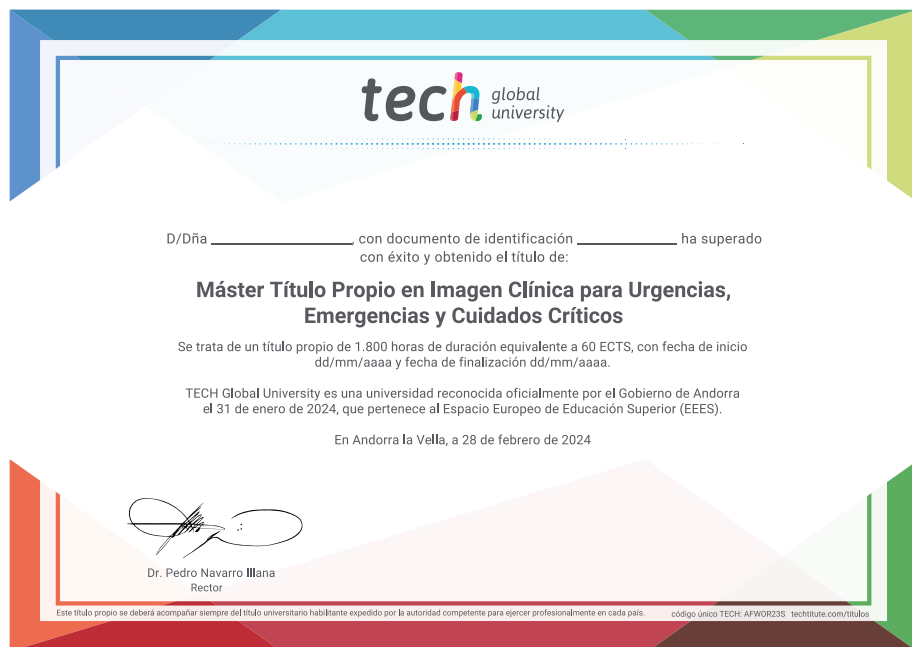 tech global university
D/Dña ______________, con documento de identificación __________ ha superado
con éxito y obtenido el título de:
Máster Título Propio en Imagen Clínica para Urgencias,
Emergencias y Cuidados Críticos
Se trata de un título propio de 1.800 horas de duración equivalente a 60 ECTS, con fecha de inicio
dd/mm/aaaa y fecha de finalización dd/mm/aaaa.
TECH Global University es una universidad reconocida oficialmente por el Gobierno de Andorra
el 31 de enero de 2024, que pertenece al Espacio Europeo de Educación Superior (EEES).
En Andorra la Vella, a 28 de febrero de 2024
Dr. Pedro Navarro Illana
Rector
Este título propio se deberá acompañar siempre del título universitario habilitante expedido por la autoridad competente para ejercer profesionalmente en cada país. código único TECH: AFWOR23S techtitute.com/titulos